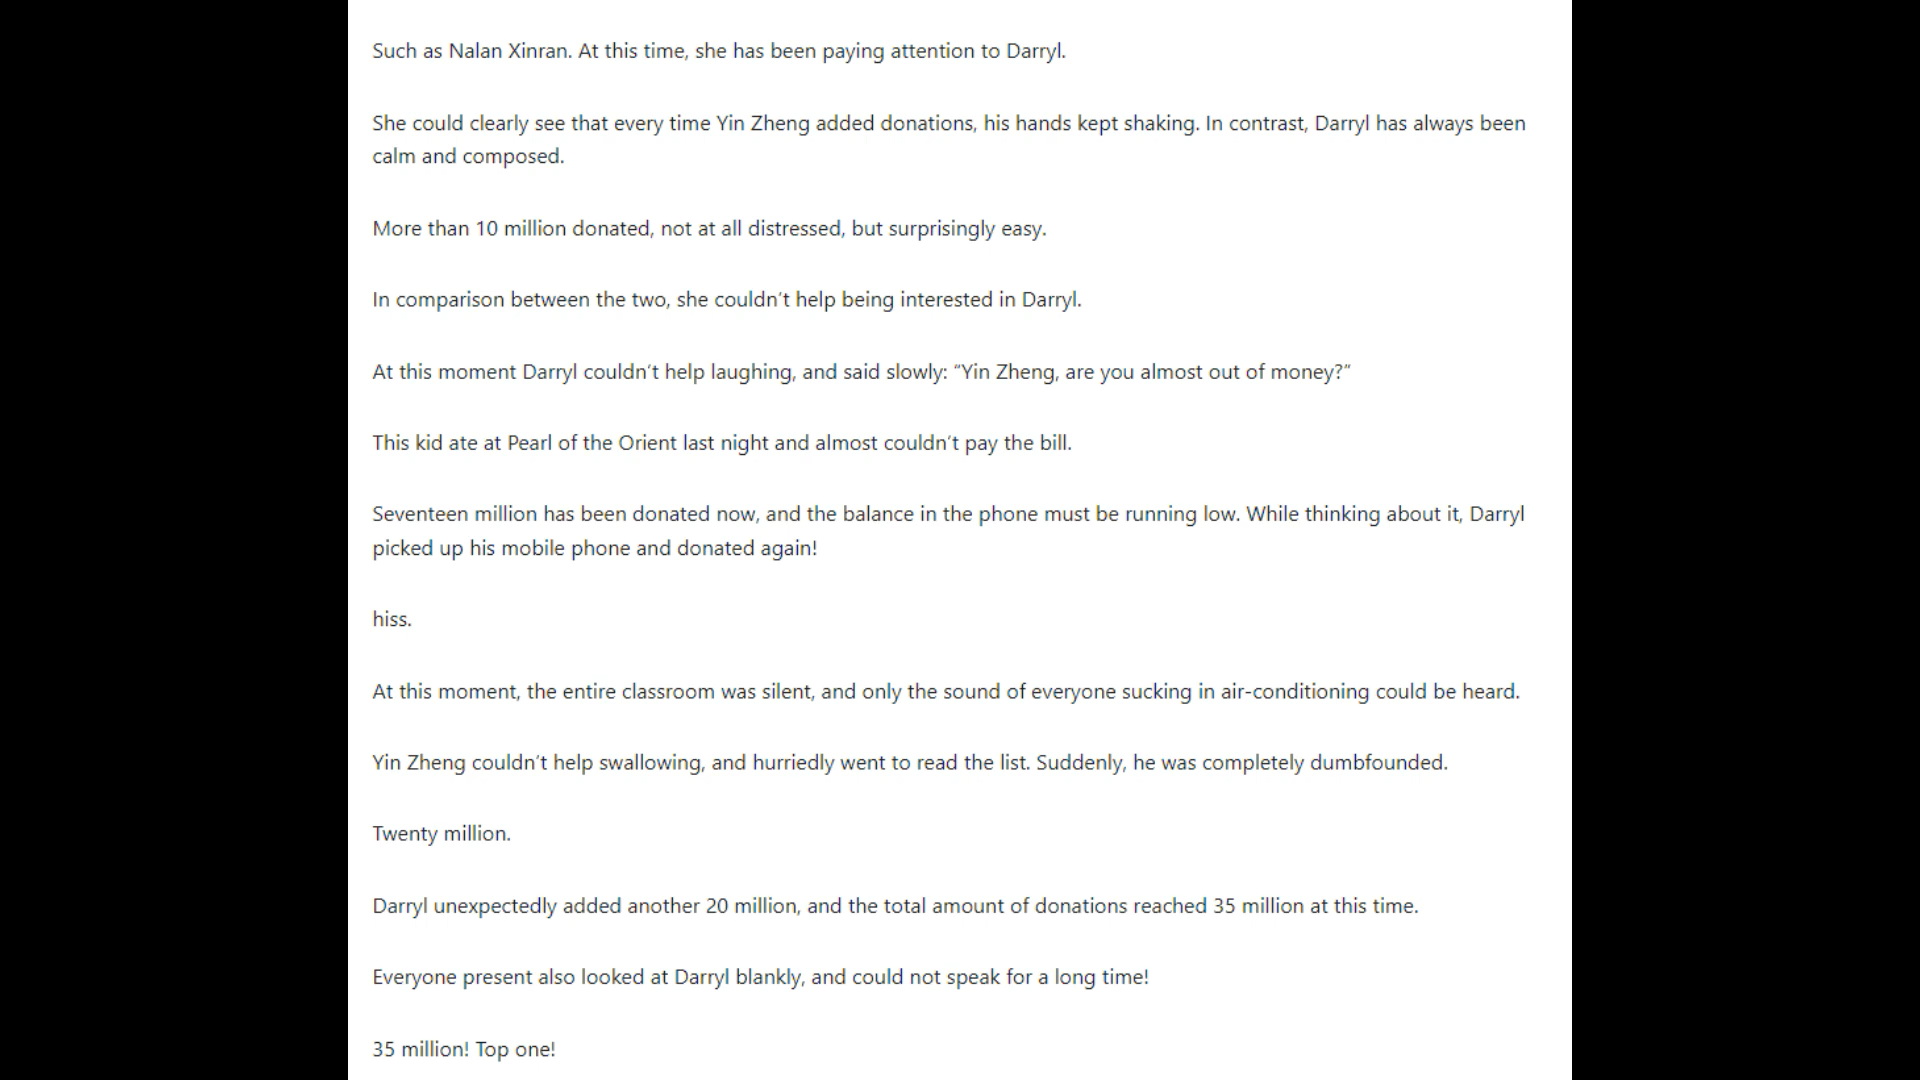 Such as Nalan Xinran. At this time, she has been paying attention to Darryl.
She could clearly see that every time Yin Zheng added donations, his hands kept shaking. In contrast, Darryl has always been
calm and composed.
More than 10 million donated, not at all distressed, but surprisingly easy.
In comparison between the two, she couldn’t help being interested in Darryl.
At this moment Darryl couldn’t help laughing, and said slowly: “Yin Zheng, are you almost out of money?”
This kid ate at Pearl of the Orient last night and almost couldn’t pay the bill.
Seventeen million has been donated now, and the balance in the phone must be running low. While thinking about it, Darryl
picked up his mobile phone and donated again!
hiss.
At this moment, the entire classroom was silent, and only the sound of everyone sucking in air-conditioning could be heard.
Yin Zheng couldn’t help swallowing, and hurriedly went to read the list. Suddenly, he was completely dumbfounded.
Twenty million.
Darryl unexpectedly added another 20 million, and the total amount of donations reached 35 million at this time.
Everyone present also looked at Darryl blankly, and could not speak for a long time!
35 million! Top one!